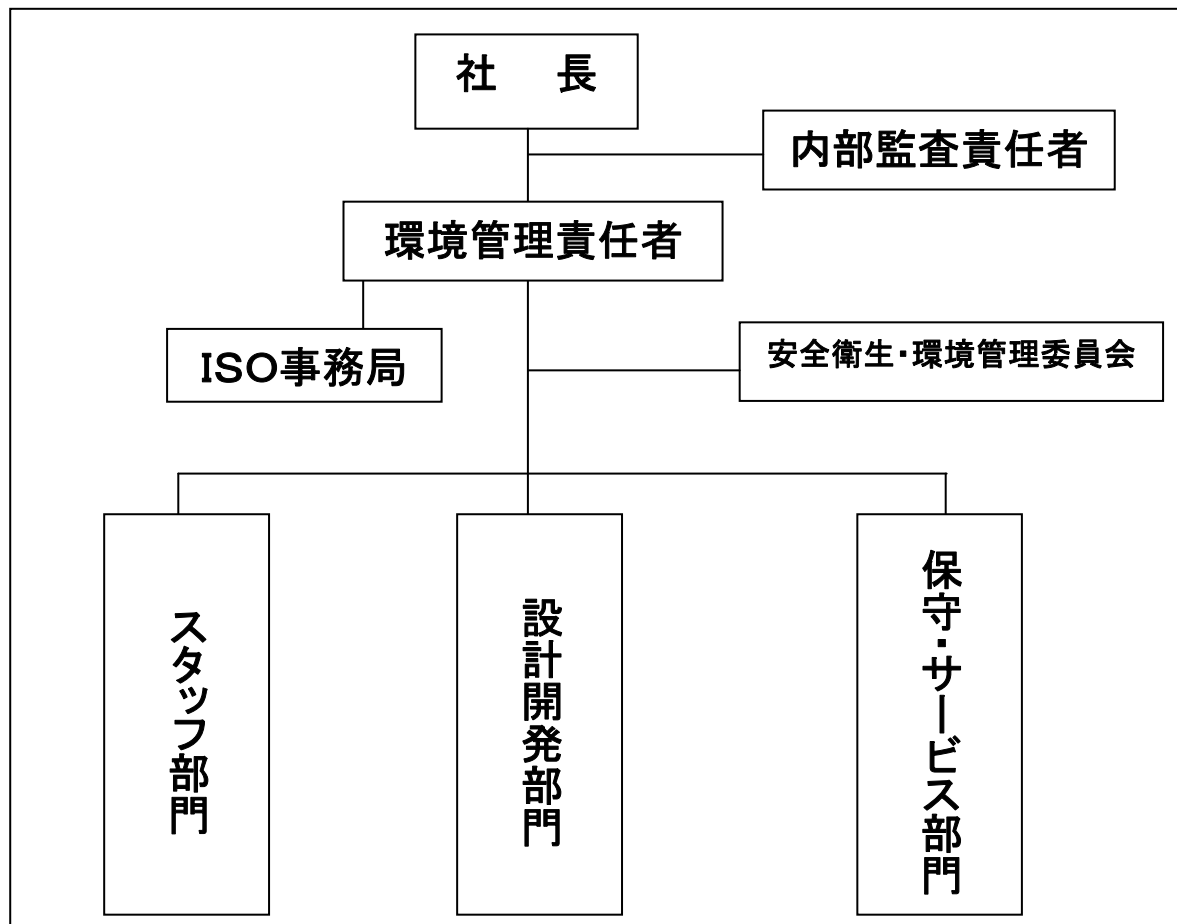 社　長
内部監査責任者
環境管理責任者
ISO事務局
安全衛生・環境管理委員会
スタッフ部門
設計開発部門
保守・サービス部門